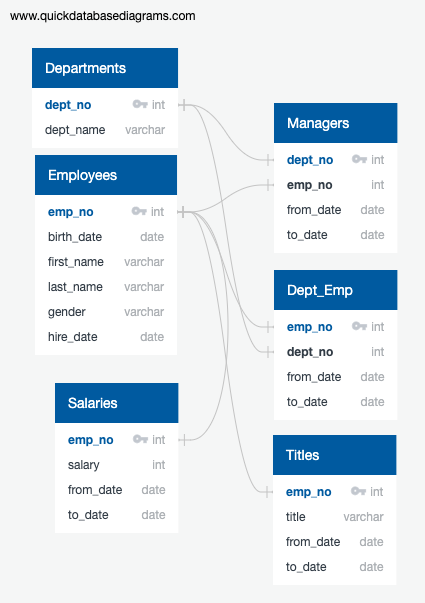 www.quickdatabasediagrams.com
Departments
dept_no int
dept_name varchar
Employees
emp_no int
birth_date date
first_name varchar
last_name varchar
gender varchar
hire_date date
Salaries
emp_no int
salary int
from_date date
to_date date
Managers
dept_no int
emp_no int
from_date date
to_date date
Dept_Emp
emp_no int
dept_no int
from_date date
to_date date
Titles
emp_no int
title varchar
from_date date
to_date date